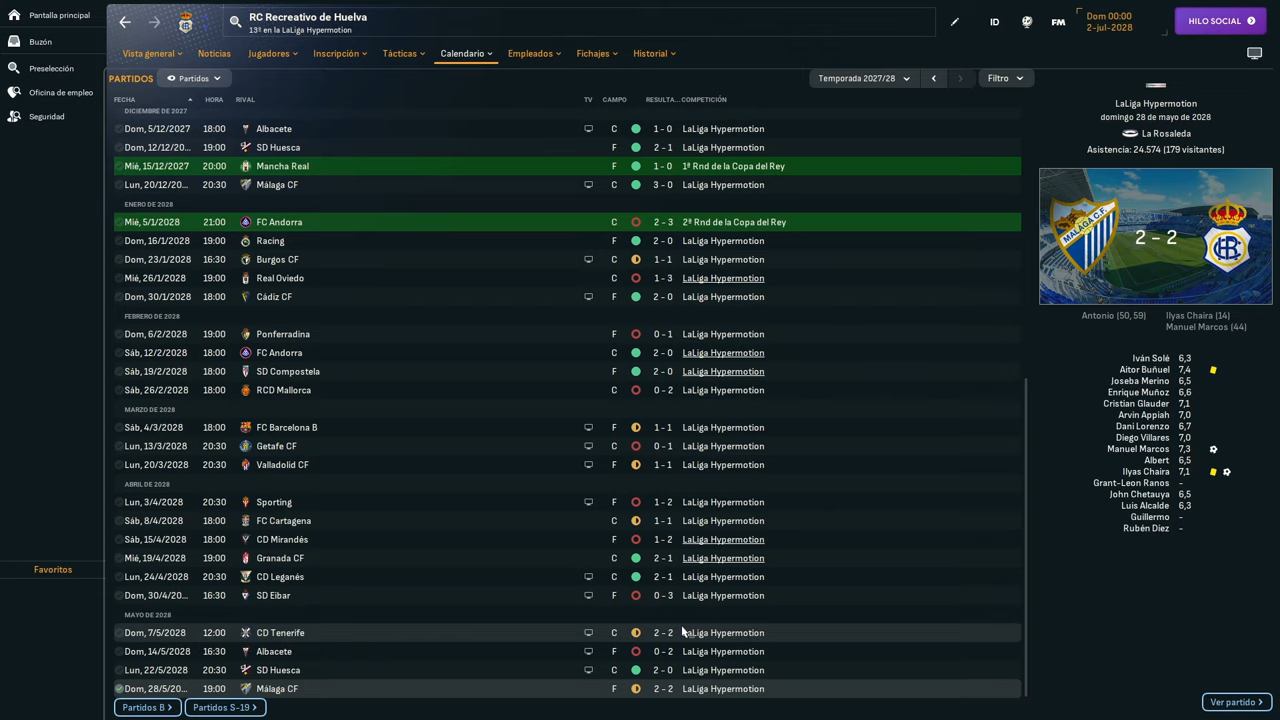 Pantalla principal
Buzón
Preselección
Oficina de empleo
Seguridad
Favoritos
RC Recreativo de Huelva
13º en la LaLiga Hypermotion
ID
FM
Dom 00:00
2-jul-2028
HILO SOCIAL
Vista general Noticias Jugadores Inscripción Tácticas Calendario Empleados Fichajes Historial
PARTIDOS Partidos Temporada 2027/28 Filtro
FECHA HORA RIVAL TV CAMPO RESULTA... COMPETICIÓN
DICIEMBRE DE 2027
Dom, 5/12/2027 18:00 Albacete C 1 - 0 LaLiga Hypermotion
Dom, 12/12/20... 19:00 SD Huesca F 2 - 1 LaLiga Hypermotion
Mié, 15/12/2027 20:00 Mancha Real F 1 - 0 1ª Rnd de la Copa del Rey
Lun, 20/12/20... 20:30 Málaga CF C 3 - 0 LaLiga Hypermotion
ENERO DE 2028
Mié, 5/1/2028 21:00 FC Andorra C 2 - 3 2ª Rnd de la Copa del Rey
Dom, 16/1/2028 19:00 Racing F 2 - 0 LaLiga Hypermotion
Dom, 23/1/2028 16:30 Burgos CF C 1 - 1 LaLiga Hypermotion
Mié, 26/1/2028 19:00 Real Oviedo C 1 - 3 LaLiga Hypermotion
Dom, 30/1/2028 18:00 Cádiz CF F 2 - 0 LaLiga Hypermotion
FEBRERO DE 2028
Dom, 6/2/2028 19:00 Ponferradina F 0 - 1 LaLiga Hypermotion
Sáb, 12/2/2028 18:00 FC Andorra C 2 - 0 LaLiga Hypermotion
Sáb, 19/2/2028 18:00 SD Compostela F 2 - 0 LaLiga Hypermotion
Sáb, 26/2/2028 18:00 RCD Mallorca C 0 - 2 LaLiga Hypermotion
MARZO DE 2028
Sáb, 4/3/2028 18:00 FC Barcelona B F 1 - 1 LaLiga Hypermotion
Lun, 13/3/2028 20:30 Getafe CF C 0 - 1 LaLiga Hypermotion
Lun, 20/3/2028 20:30 Valladolid CF F 1 - 1 LaLiga Hypermotion
ABRIL DE 2028
Lun, 3/4/2028 20:30 Sporting F 1 - 2 LaLiga Hypermotion
Sáb, 8/4/2028 18:00 FC Cartagena C 1 - 1 LaLiga Hypermotion
Sáb, 15/4/2028 18:00 CD Mirandés F 1 - 2 LaLiga Hypermotion
Mié, 19/4/2028 19:00 Granada CF C 2 - 1 LaLiga Hypermotion
Lun, 24/4/2028 20:30 CD Leganés C 2 - 1 LaLiga Hypermotion
Dom, 30/4/20... 16:30 SD Eibar F 0 - 3 LaLiga Hypermotion
MAYO DE 2028
Dom, 7/5/2028 12:00 CD Tenerife C 2 - 2 LaLiga Hypermotion
Dom, 14/5/2028 16:30 Albacete F 0 - 2 LaLiga Hypermotion
Lun, 22/5/2028 20:30 SD Huesca C 2 - 0 LaLiga Hypermotion
Dom, 28/5/20... 19:00 Málaga CF F 2 - 2 LaLiga Hypermotion
Partidos B Partidos S-19
LaLiga Hypermotion
domingo 28 de mayo de 2028
La Rosaleda
Asistencia: 24.574 (179 visitantes)
MALAGA C.F.
2 - 2
Antonio (50, 59) Ilyas Chaira (14)
Manuel Marcos (44)
Iván Solé 6,3
Aitor Buñuel 7,4
Joseba Merino 6,5
Enrique Muñoz 6,6
Cristian Glauder 7,1
Arvin Appiah 7,0
Dani Lorenzo 6,7
Diego Villares 7,0
Manuel Marcos 7,3
Albert 6,5
Ilyas Chaira 7,1
Grant-Leon Ranos -
John Chetauya 6,5
Luis Alcalde 6,3
Guillermo -
Rubén Díez -
Ver partido